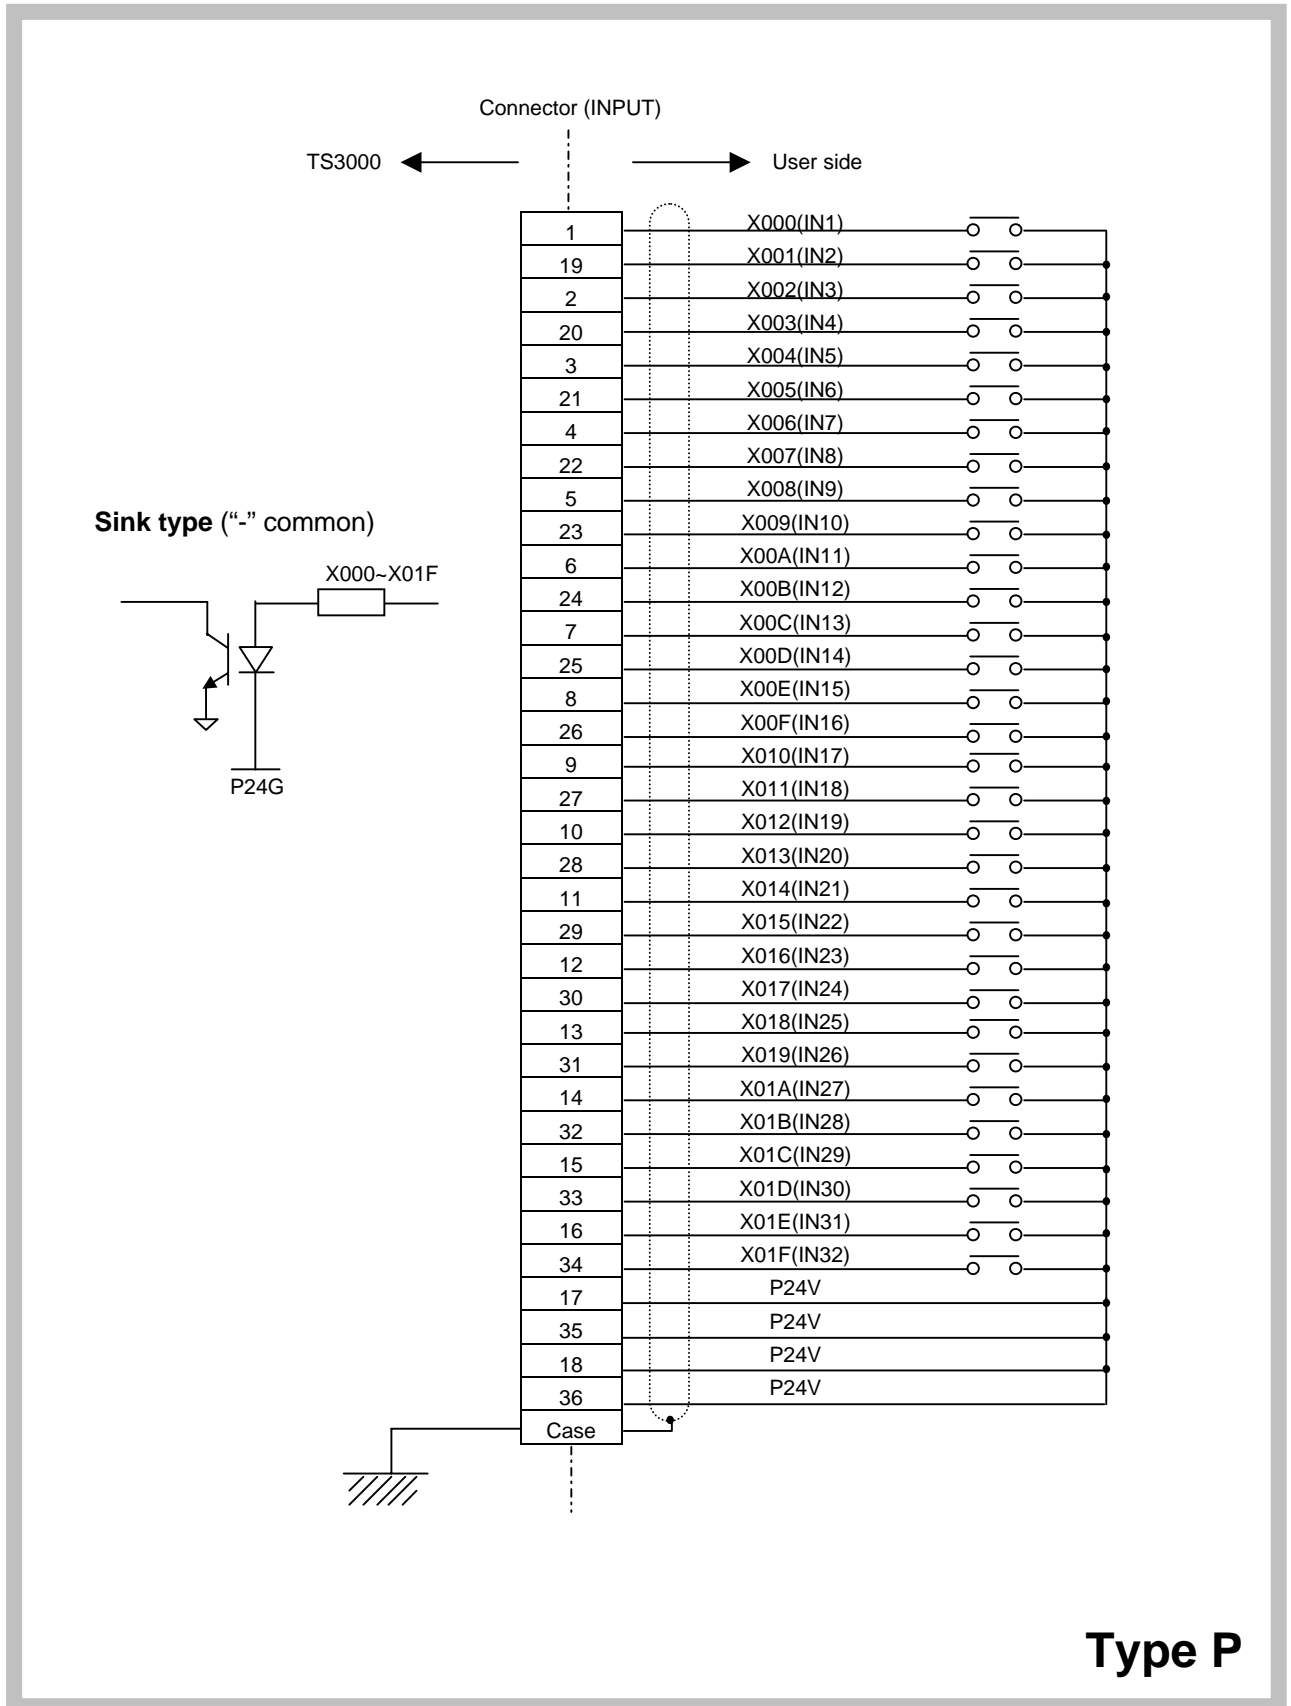 Connector (INPUT)
TS3000
User side
1 X000(IN1)
19 X001(IN2)
2 X002(IN3)
20 X003(IN4)
3 X004(IN5)
21 X005(IN6)
4 X006(IN7)
22 X007(IN8)
5 X008(IN9)
23 X009(IN10)
6 X00A(IN11)
24 X00B(IN12)
7 X00C(IN13)
25 X00D(IN14)
8 X00E(IN15)
26 X00F(IN16)
9 X010(IN17)
27 X011(IN18)
10 X012(IN19)
28 X013(IN20)
11 X014(IN21)
29 X015(IN22)
12 X016(IN23)
30 X017(IN24)
13 X018(IN25)
31 X019(IN26)
14 X01A(IN27)
32 X01B(IN28)
15 X01C(IN29)
33 X01D(IN30)
16 X01E(IN31)
34 X01F(IN32)
17 P24V
35 P24V
18 P24V
36 P24V
Case
Sink type (“-” common)
X000~X01F
P24G
Type P